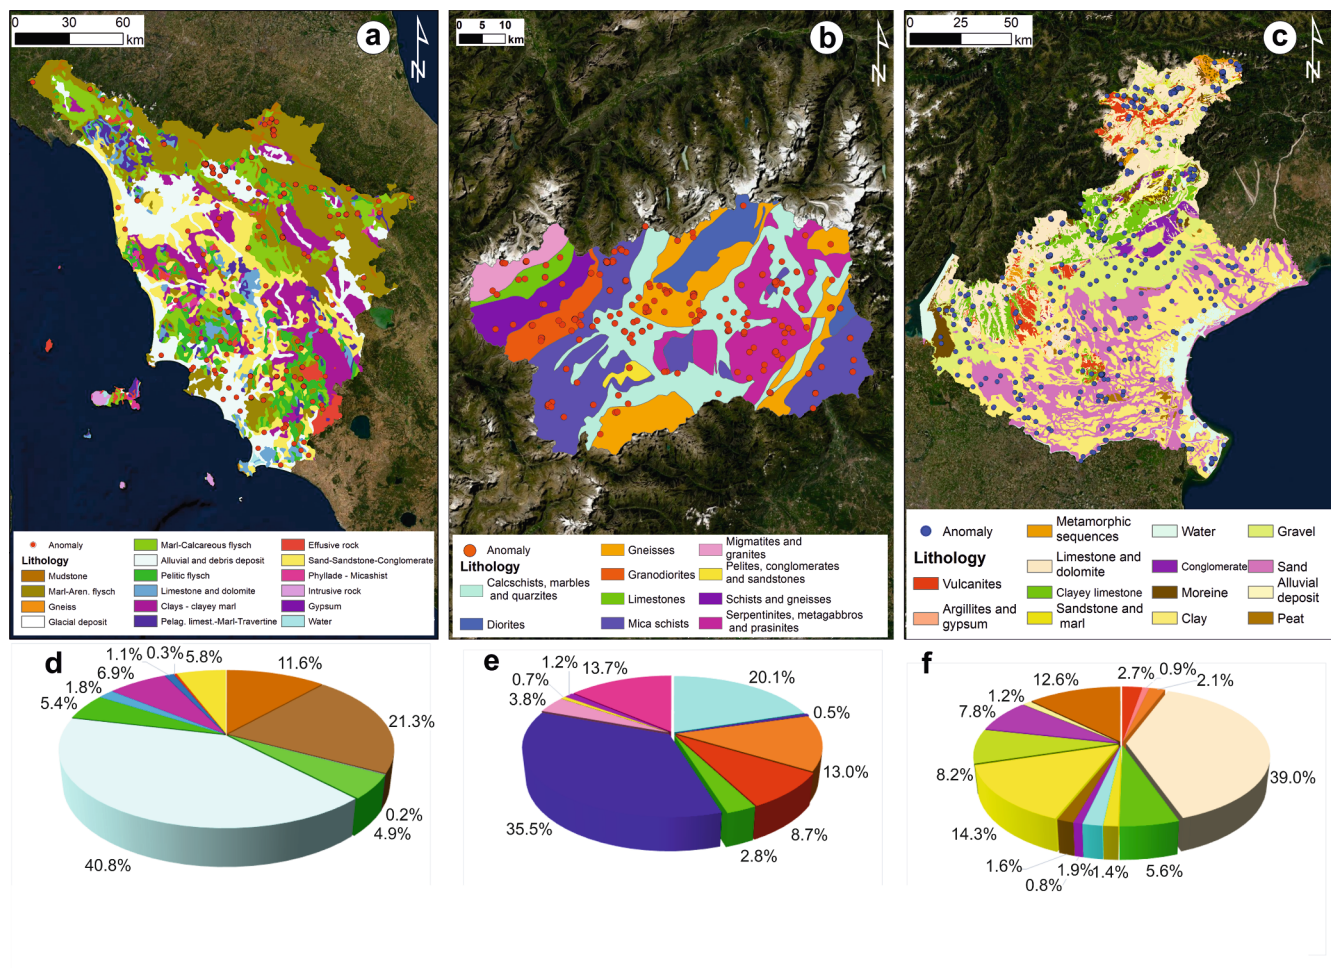 0 30 60
km
a
N
Anomaly
Lithology
Mudstone
Marl-Aren. flysch
Gneiss
Glacial deposit
Marl-Calcareous flysch
Alluvial and debris deposit
Pelitic flysch
Limestone and dolomite
Clays - clayey marl
Pelag. limest.-Marl-Travertine
Effusive rock
Sand-Sandstone-Conglomerate
Phyllade - Micashist
Intrusive rock
Gypsum
Water
0 5 10
km
b
N
Anomaly
Lithology
Calcschists, marbles
and quarzites
Diorites
Gneisses
Granodiorites
Limestones
Mica schists
Migmatites and
granites
Pelites, conglomerates
and sandstones
Schists and gneisses
Serpentinites, metagabbros
and prasinites
0 25 50
km
c
N
Anomaly
Lithology
Vulcanites
Argillites and
gypsum
Metamorphic
sequences
Limestone and
dolomite
Clayey limestone
Sandstone and
marl
Water
Conglomerate
Moreine
Clay
Gravel
Sand
Alluvial
deposit
Peat
d
1.1% 0.3% 5.8% 11.6%
6.9%
1.8%
5.4%
21.3%
0.2%
4.9%
40.8%
e
1.2% 13.7% 20.1%
0.7%
3.8%
0.5%
13.0%
35.5%
8.7%
2.8%
f
12.6% 2.7% 0.9%
2.1%
1.2%
7.8%
8.2%
39.0%
14.3%
1.6%
0.8%
1.9% 1.4% 5.6%